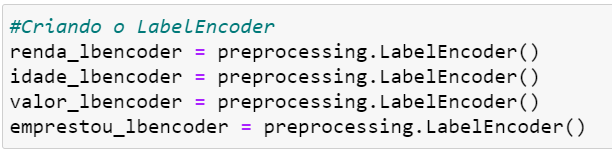 #Criando o LabelEncoder
renda_lbencoder = preprocessing.LabelEncoder()
idade_lbencoder = preprocessing.LabelEncoder()
valor_lbencoder = preprocessing.LabelEncoder()
emprestou_lbencoder = preprocessing.LabelEncoder()